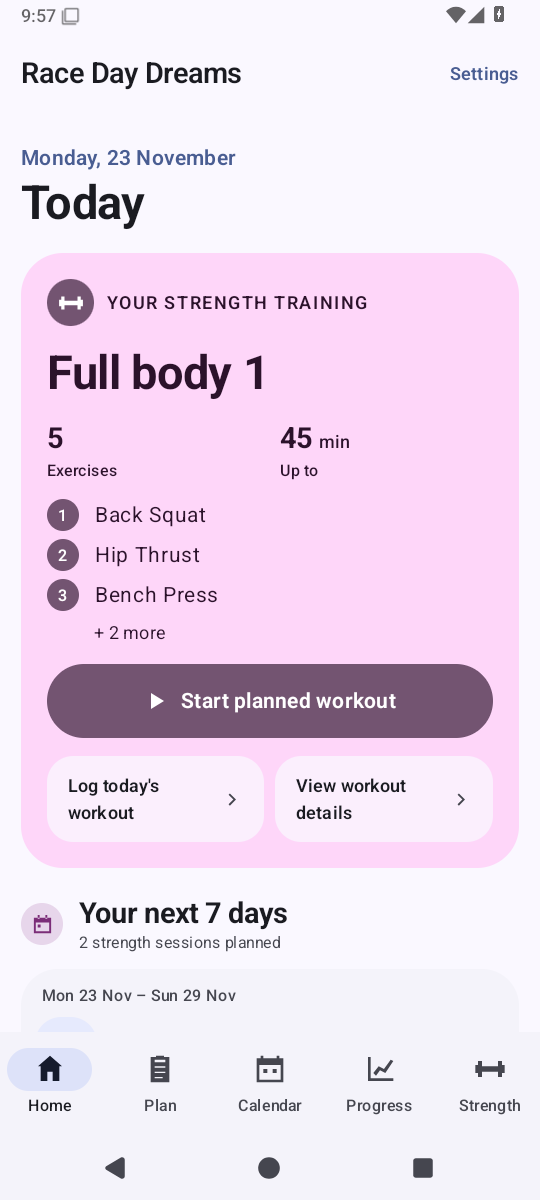 9:57
Race Day Dreams
Settings
Monday, 23 November
Today
YOUR STRENGTH TRAINING
Full body 1
5
Exercises
45 min
Up to
1 Back Squat
2 Hip Thrust
3 Bench Press
+ 2 more
Start planned workout
Log today's
workout
View workout
details
Your next 7 days
2 strength sessions planned
Mon 23 Nov – Sun 29 Nov
Home
Plan
Calendar
Progress
Strength